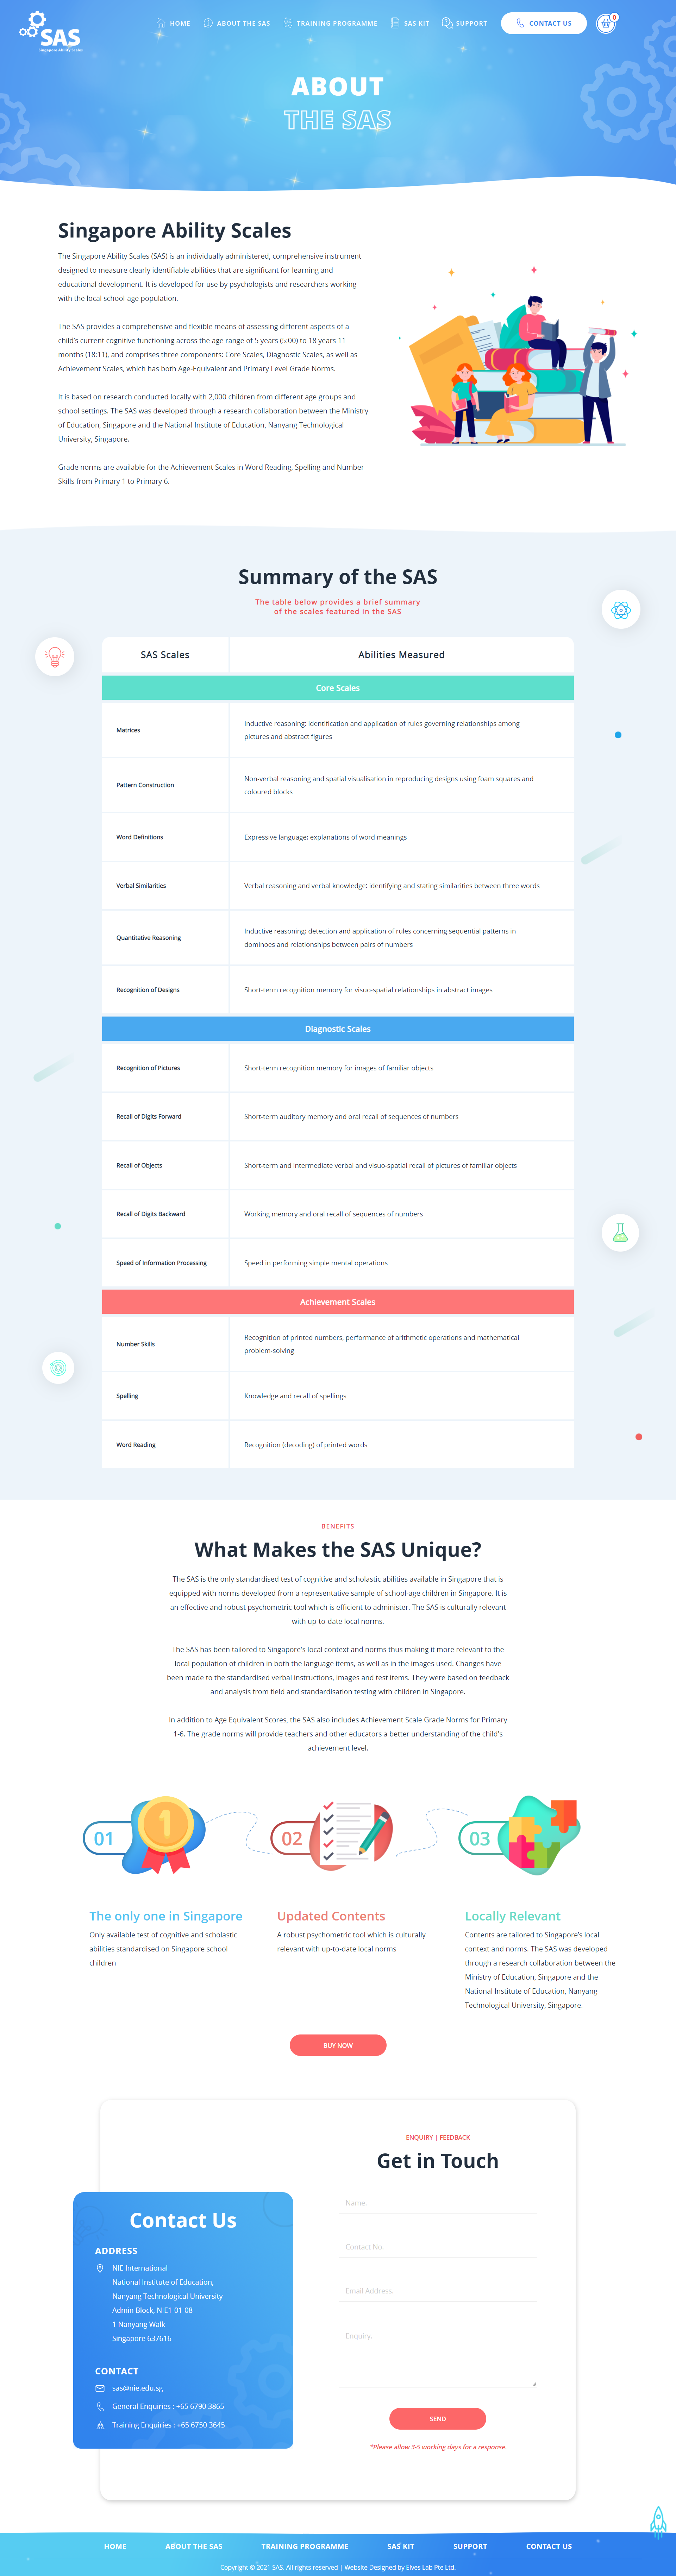 SAS
Singapore Ability Scales
HOME
ABOUT THE SAS
TRAINING PROGRAMME
SAS KIT
SUPPORT
CONTACT US
0
ABOUT
THE SAS
Singapore Ability Scales
The Singapore Ability Scales (SAS) is an individually administered, comprehensive instrument
designed to measure clearly identifiable abilities that are significant for learning and
educational development. It is developed for use by psychologists and researchers working
with the local school-age population.
The SAS provides a comprehensive and flexible means of assessing different aspects of a
child's current cognitive functioning across the age range of 5 years (5:00) to 18 years 11
months (18:11), and comprises three components: Core Scales, Diagnostic Scales, as well as
Achievement Scales, which has both Age-Equivalent and Primary Level Grade Norms.
It is based on research conducted locally with 2,000 children from different age groups and
school settings. The SAS was developed through a research collaboration between the Ministry
of Education, Singapore and the National Institute of Education, Nanyang Technological
University, Singapore.
Grade norms are available for the Achievement Scales in Word Reading, Spelling and Number
Skills from Primary 1 to Primary 6.
Summary of the SAS
The table below provides a brief summary
of the scales featured in the SAS
SAS Scales
Abilities Measured
Core Scales
Matrices
Inductive reasoning: identification and application of rules governing relationships among
pictures and abstract figures
Pattern Construction
Non-verbal reasoning and spatial visualisation in reproducing designs using foam squares and
coloured blocks
Word Definitions
Expressive language: explanations of word meanings
Verbal Similarities
Verbal reasoning and verbal knowledge: identifying and stating similarities between three words
Quantitative Reasoning
Inductive reasoning: detection and application of rules concerning sequential patterns in
dominoes and relationships between pairs of numbers
Recognition of Designs
Short-term recognition memory for visuo-spatial relationships in abstract images
Diagnostic Scales
Recognition of Pictures
Short-term recognition memory for images of familiar objects
Recall of Digits Forward
Short-term auditory memory and oral recall of sequences of numbers
Recall of Objects
Short-term and intermediate verbal and visuo-spatial recall of pictures of familiar objects
Recall of Digits Backward
Working memory and oral recall of sequences of numbers
Speed of Information Processing
Speed in performing simple mental operations
Achievement Scales
Number Skills
Recognition of printed numbers, performance of arithmetic operations and mathematical
problem-solving
Spelling
Knowledge and recall of spellings
Word Reading
Recognition (decoding) of printed words
BENEFITS
What Makes the SAS Unique?
The SAS is the only standardised test of cognitive and scholastic abilities available in Singapore that is
equipped with norms developed from a representative sample of school-age children in Singapore. It is
an effective and robust psychometric tool which is efficient to administer. The SAS is culturally relevant
with up-to-date local norms.
The SAS has been tailored to Singapore's local context and norms thus making it more relevant to the
local population of children in both the language items, as well as in the images used. Changes have
been made to the standardised verbal instructions, images and test items. They were based on feedback
and analysis from field and standardisation testing with children in Singapore.
In addition to Age Equivalent Scores, the SAS also includes Achievement Scale Grade Norms for Primary
1-6. The grade norms will provide teachers and other educators a better understanding of the child's
achievement level.
01
1
02
03
The only one in Singapore
Only available test of cognitive and scholastic
abilities standardised on Singapore school
children
Updated Contents
A robust psychometric tool which is culturally
relevant with up-to-date local norms
Locally Relevant
Contents are tailored to Singapore's local
context and norms. The SAS was developed
through a research collaboration between the
Ministry of Education, Singapore and the
National Institute of Education, Nanyang
Technological University, Singapore.
BUY NOW
Contact Us
ADDRESS
NIE International
National Institute of Education,
Nanyang Technological University
Admin Block, NIE1-01-08
1 Nanyang Walk
Singapore 637616
CONTACT
sas@nie.edu.sg
General Enquiries : +65 6790 3865
Training Enquiries : +65 6750 3645
ENQUIRY | FEEDBACK
Get in Touch
Name.
Contact No.
Email Address.
Enquiry.
SEND
*Please allow 3-5 working days for a response.
HOME
ABOUT THE SAS
TRAINING PROGRAMME
SAS KIT
SUPPORT
CONTACT US
Copyright © 2021 SAS. All rights reserved | Website Designed by Elves Lab Pte Ltd.